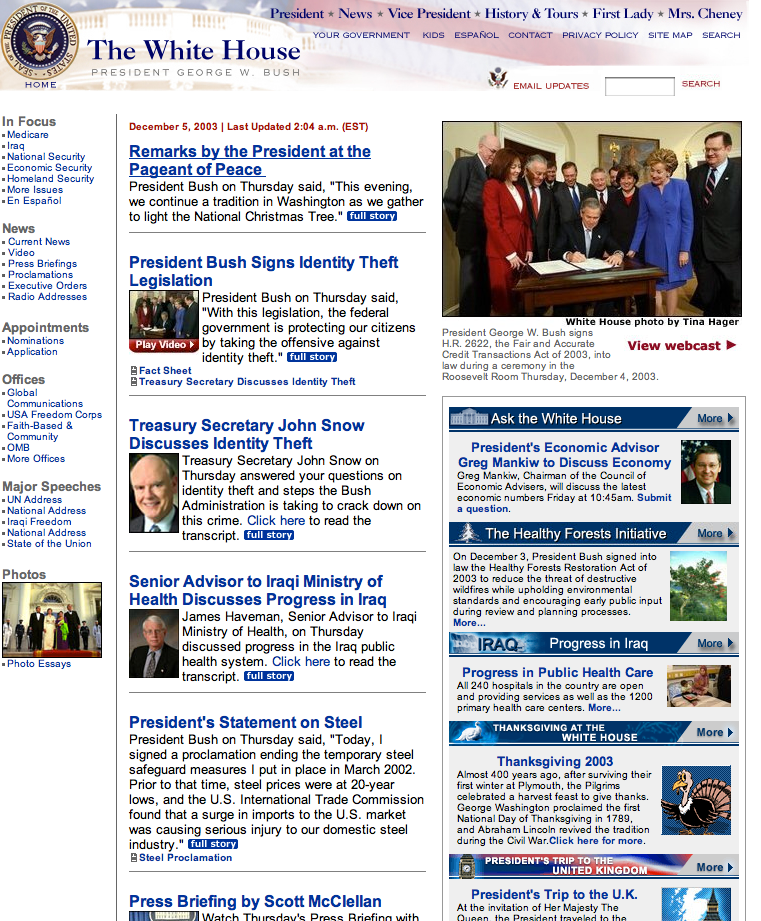 President ★ News ★ Vice President ★ History & Tours ★ First Lady ★ Mrs. Cheney
YOUR GOVERNMENT KIDS ESPAÑOL CONTACT PRIVACY POLICY SITE MAP SEARCH
The White House
PRESIDENT GEORGE W. BUSH
HOME
EMAIL UPDATES
SEARCH
In Focus
Medicare
Iraq
National Security
Economic Security
Homeland Security
More Issues
En Español
News
Current News
Video
Press Briefings
Proclamations
Executive Orders
Radio Addresses
Appointments
Nominations
Application
Offices
Global
Communications
USA Freedom Corps
Faith-Based &
Community
OMB
More Offices
Major Speeches
UN Address
National Address
Iraqi Freedom
National Address
State of the Union
Photos
Photo Essays
December 5, 2003 | Last Updated 2:04 a.m. (EST)
Remarks by the President at the
Pageant of Peace
President Bush on Thursday said, "This evening,
we continue a tradition in Washington as we gather
to light the National Christmas Tree." full story
President Bush Signs Identity Theft
Legislation
President Bush on Thursday said,
"With this legislation, the federal
government is protecting our citizens
by taking the offensive against
identity theft." full story
Play Video
Fact Sheet
Treasury Secretary Discusses Identity Theft
Treasury Secretary John Snow
Discusses Identity Theft
Treasury Secretary John Snow on
Thursday answered your questions on
identity theft and steps the Bush
Administration is taking to crack down on
this crime. Click here to read the
transcript. full story
Senior Advisor to Iraqi Ministry of
Health Discusses Progress in Iraq
James Haveman, Senior Advisor to Iraqi
Ministry of Health, on Thursday
discussed progress in the Iraq public
health system. Click here to read the
transcript. full story
President's Statement on Steel
President Bush on Thursday said, "Today, I
signed a proclamation ending the temporary steel
safeguard measures I put in place in March 2002.
Prior to that time, steel prices were at 20-year
lows, and the U.S. International Trade Commission
found that a surge in imports to the U.S. market
was causing serious injury to our domestic steel
industry." full story
Steel Proclamation
Press Briefing by Scott McClellan
Watch Thursday's Press Briefing with
White House photo by Tina Hager
President George W. Bush signs
H.R. 2622, the Fair and Accurate
Credit Transactions Act of 2003, into
law during a ceremony in the
Roosevelt Room Thursday, December 4, 2003.
View webcast
Ask the White House More
President's Economic Advisor
Greg Mankiw to Discuss Economy
Greg Mankiw, Chairman of the Council of
Economic Advisers, will discuss the latest
economic numbers Friday at 10:45am. Submit
a question.
The Healthy Forests Initiative More
On December 3, President Bush signed into
law the Healthy Forests Restoration Act of
2003 to reduce the threat of destructive
wildfires while upholding environmental
standards and encouraging early public input
during review and planning processes.
More...
IRAQ Progress in Iraq More
Progress in Public Health Care
All 240 hospitals in the country are open
and providing services as well as the 1200
primary health care centers. More...
THANKSGIVING AT THE
WHITE HOUSE More
Thanksgiving 2003
Almost 400 years ago, after surviving their
first winter at Plymouth, the Pilgrims
celebrated a harvest feast to give thanks.
George Washington proclaimed the first
National Day of Thanksgiving in 1789,
and Abraham Lincoln revived the tradition
during the Civil War.Click here for more.
PRESIDENT'S TRIP TO THE
UNITED KINGDOM More
President's Trip to the U.K.
At the invitation of Her Majesty The
Queen, the President traveled to the